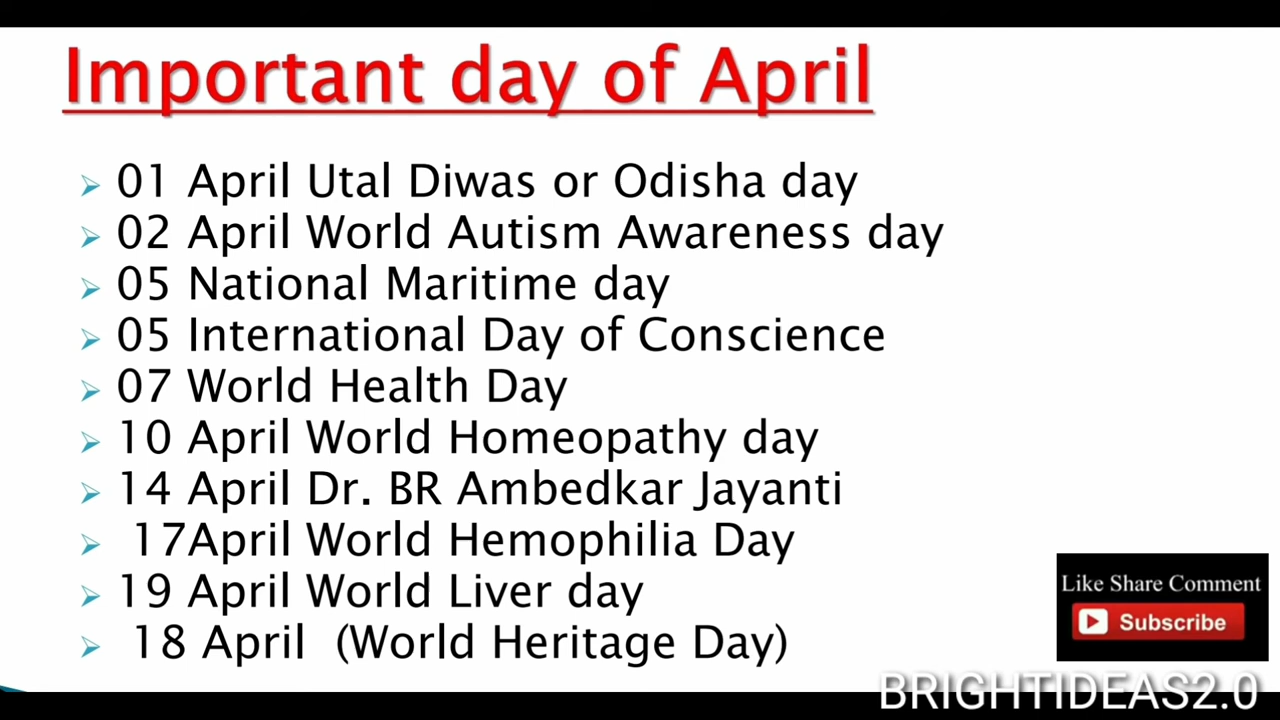 Important day of April
01 April Utal Diwas or Odisha day
02 April World Autism Awareness day
05 National Maritime day
05 International Day of Conscience
07 World Health Day
10 April World Homeopathy day
14 April Dr. BR Ambedkar Jayanti
17April World Hemophilia Day
19 April World Liver day
18 April (World Heritage Day)
Like Share Comment
Subscribe
BRIGHTIDEAS2.0